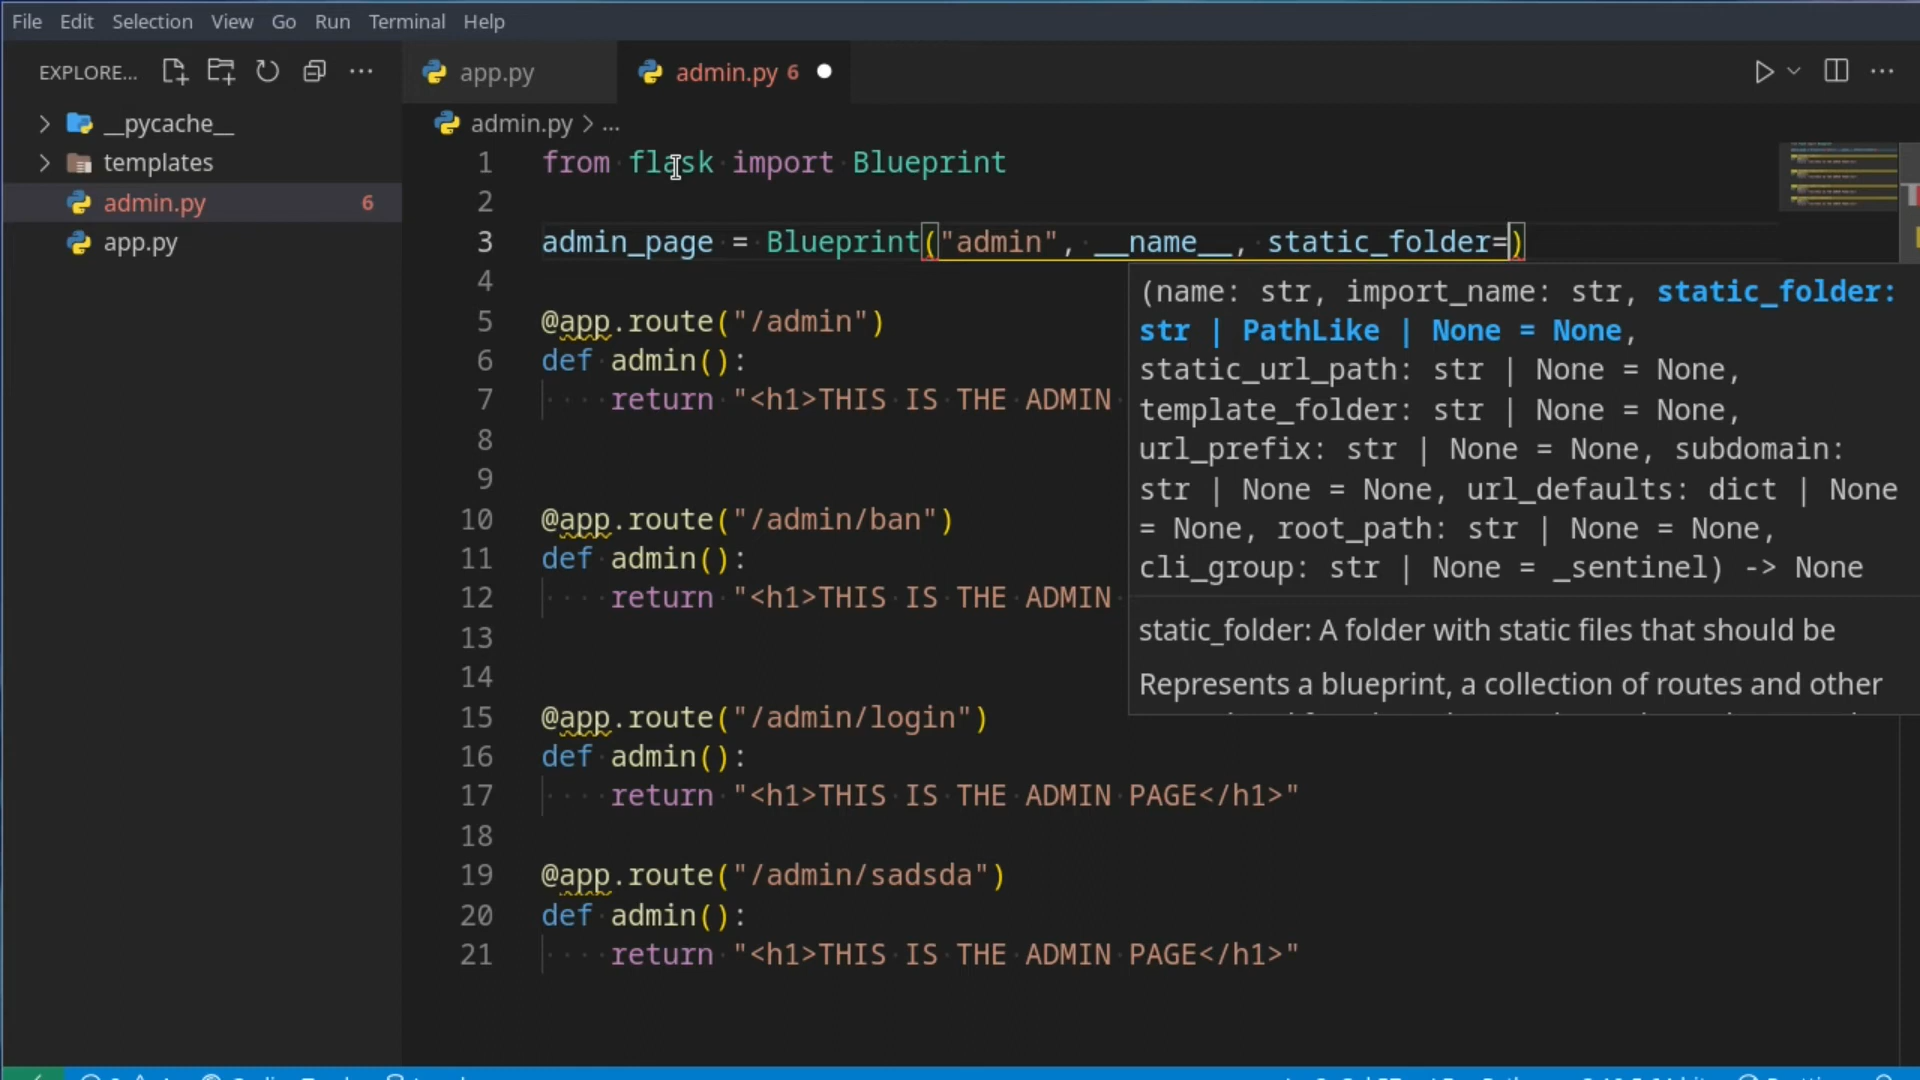 File Edit Selection View Go Run Terminal Help
EXPLORE...
app.py
admin.py 6
__pycache__
templates
admin.py 6
app.py
admin.py > ...
1 from flask import Blueprint
2
3 admin_page = Blueprint("admin", __name__, static_folder=)
4
5 @app.route("/admin")
6 def admin():
7 return "<h1>THIS IS THE ADMIN
8
9
10 @app.route("/admin/ban")
11 def admin():
12 return "<h1>THIS IS THE ADMIN
13
14
15 @app.route("/admin/login")
16 def admin():
17 return "<h1>THIS IS THE ADMIN PAGE</h1>"
18
19 @app.route("/admin/sadsda")
20 def admin():
21 return "<h1>THIS IS THE ADMIN PAGE</h1>"
(name: str, import_name: str, static_folder:
str | PathLike | None = None,
static_url_path: str | None = None,
template_folder: str | None = None,
url_prefix: str | None = None, subdomain:
str | None = None, url_defaults: dict | None
= None, root_path: str | None = None,
cli_group: str | None = _sentinel) -> None
static_folder: A folder with static files that should be
Represents a blueprint, a collection of routes and other